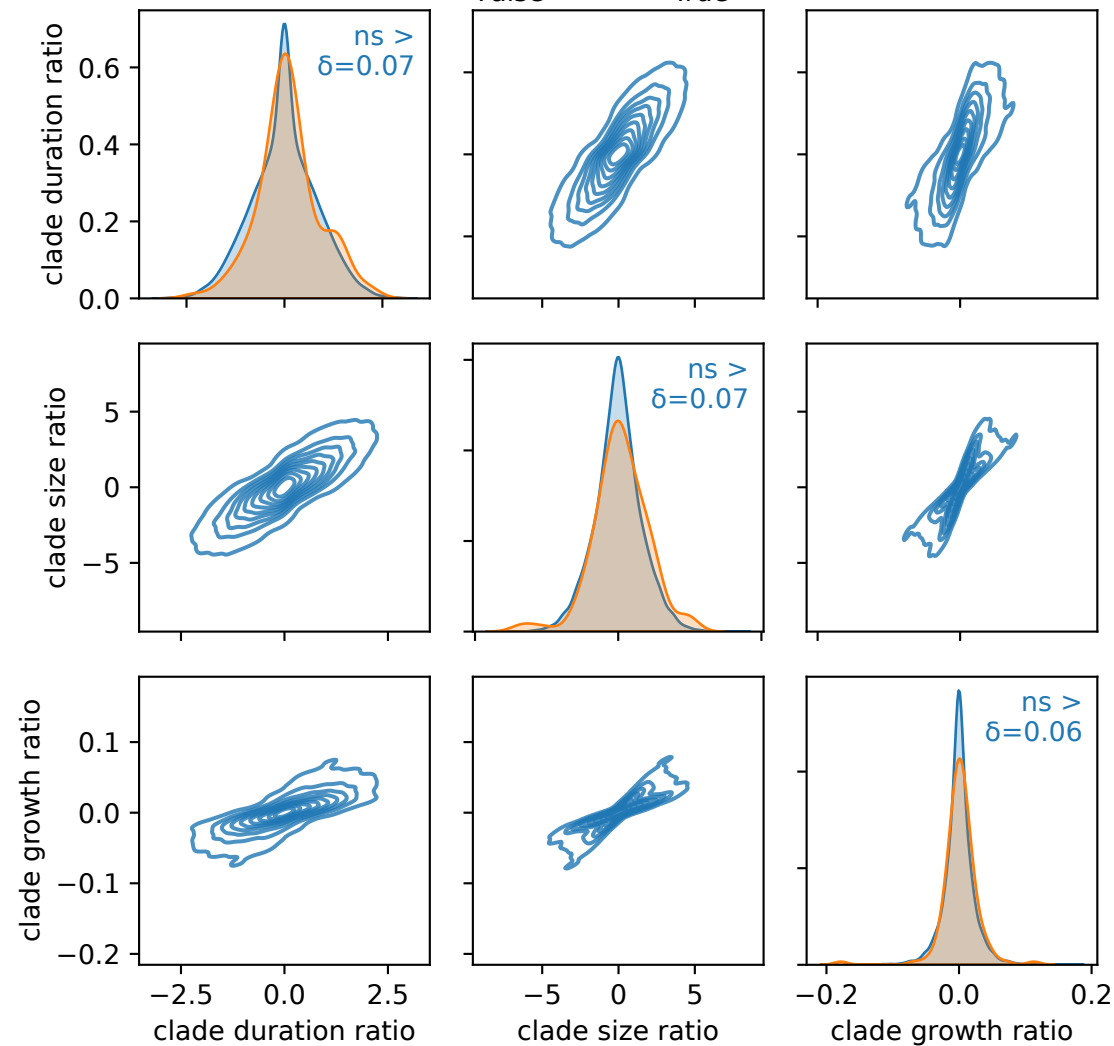 ns >
δ=0.07
clade duration ratio
0.6
0.4
0.2
0.0
ns >
δ=0.07
clade size ratio
5
0
−5
ns >
δ=0.06
clade growth ratio
0.1
0.0
−0.1
−0.2
−2.5 0.0 2.5
−5 0 5
−0.2 0.0 0.2
clade duration ratio
clade size ratio
clade growth ratio